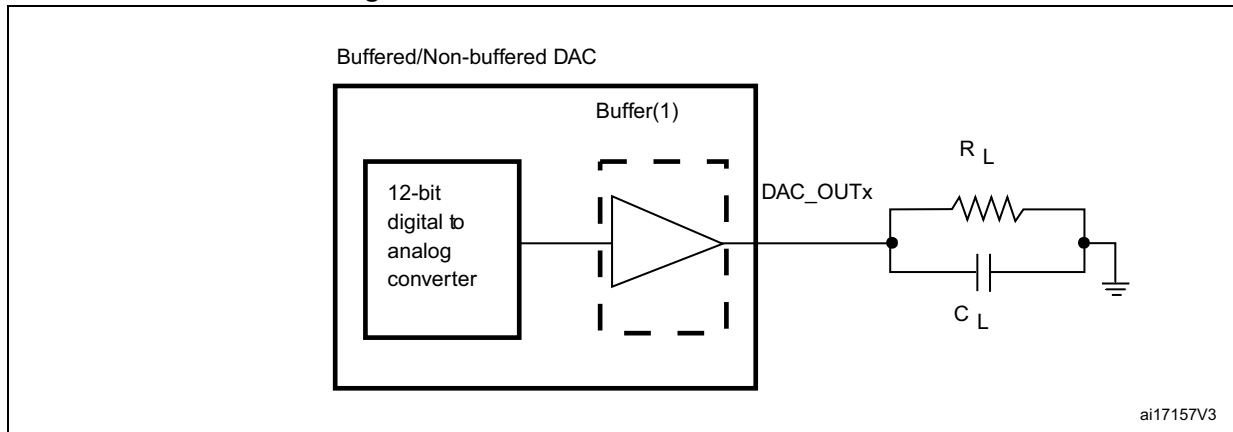 Buffered/Non-buffered DAC
Buffer(1)
12-bit
digital to
analog
converter
DAC_OUTx
R L
C L
ai17157V3